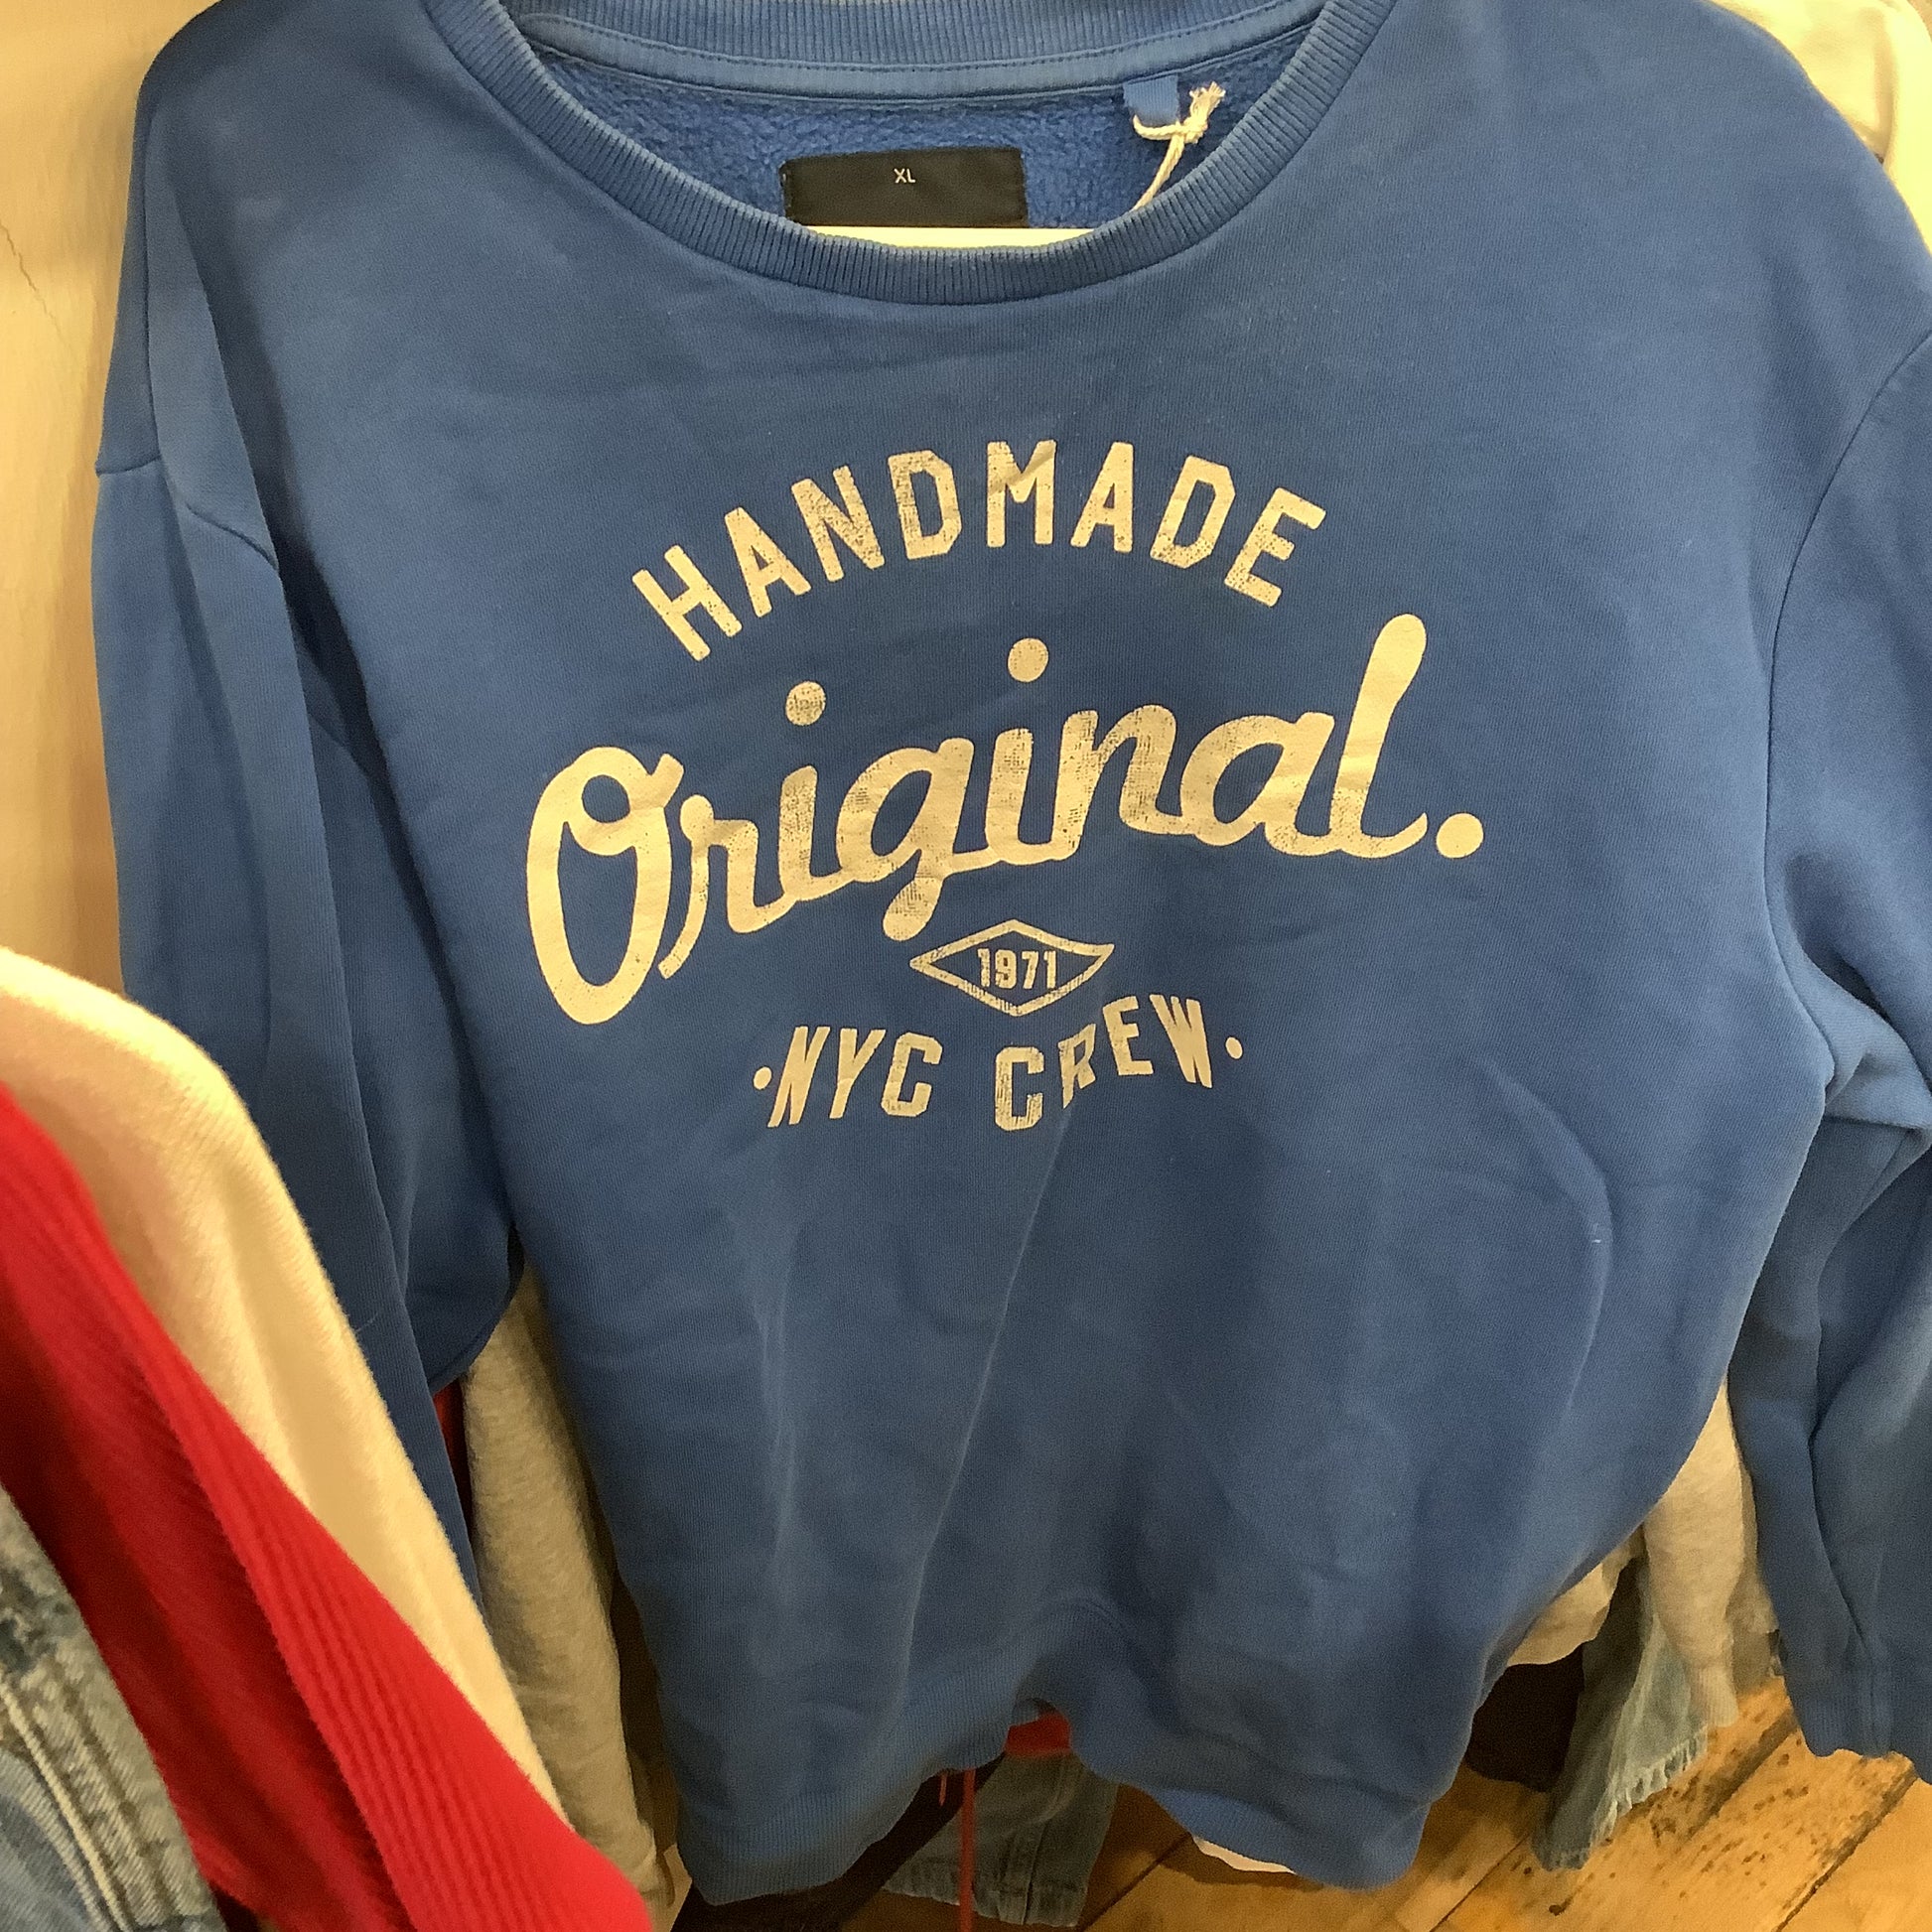 XL
HANDMADE
Original.
1971
·NYC CREW·